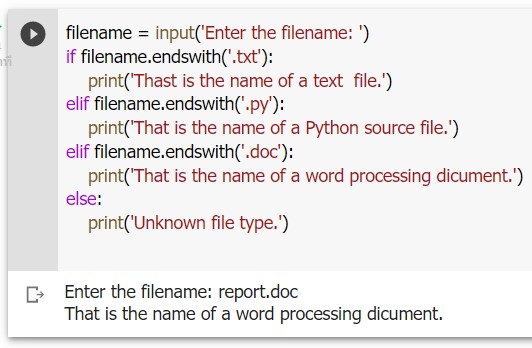 filename = input('Enter the filename: ')
if filename.endswith('.txt'):
    print('Thast is the name of a text  file.')
elif filename.endswith('.py'):
    print('That is the name of a Python source file.')
elif filename.endswith('.doc'):
    print('That is the name of a word processing dicument.')
else:
    print('Unknown file type.')
Enter the filename: report.doc
That is the name of a word processing dicument.